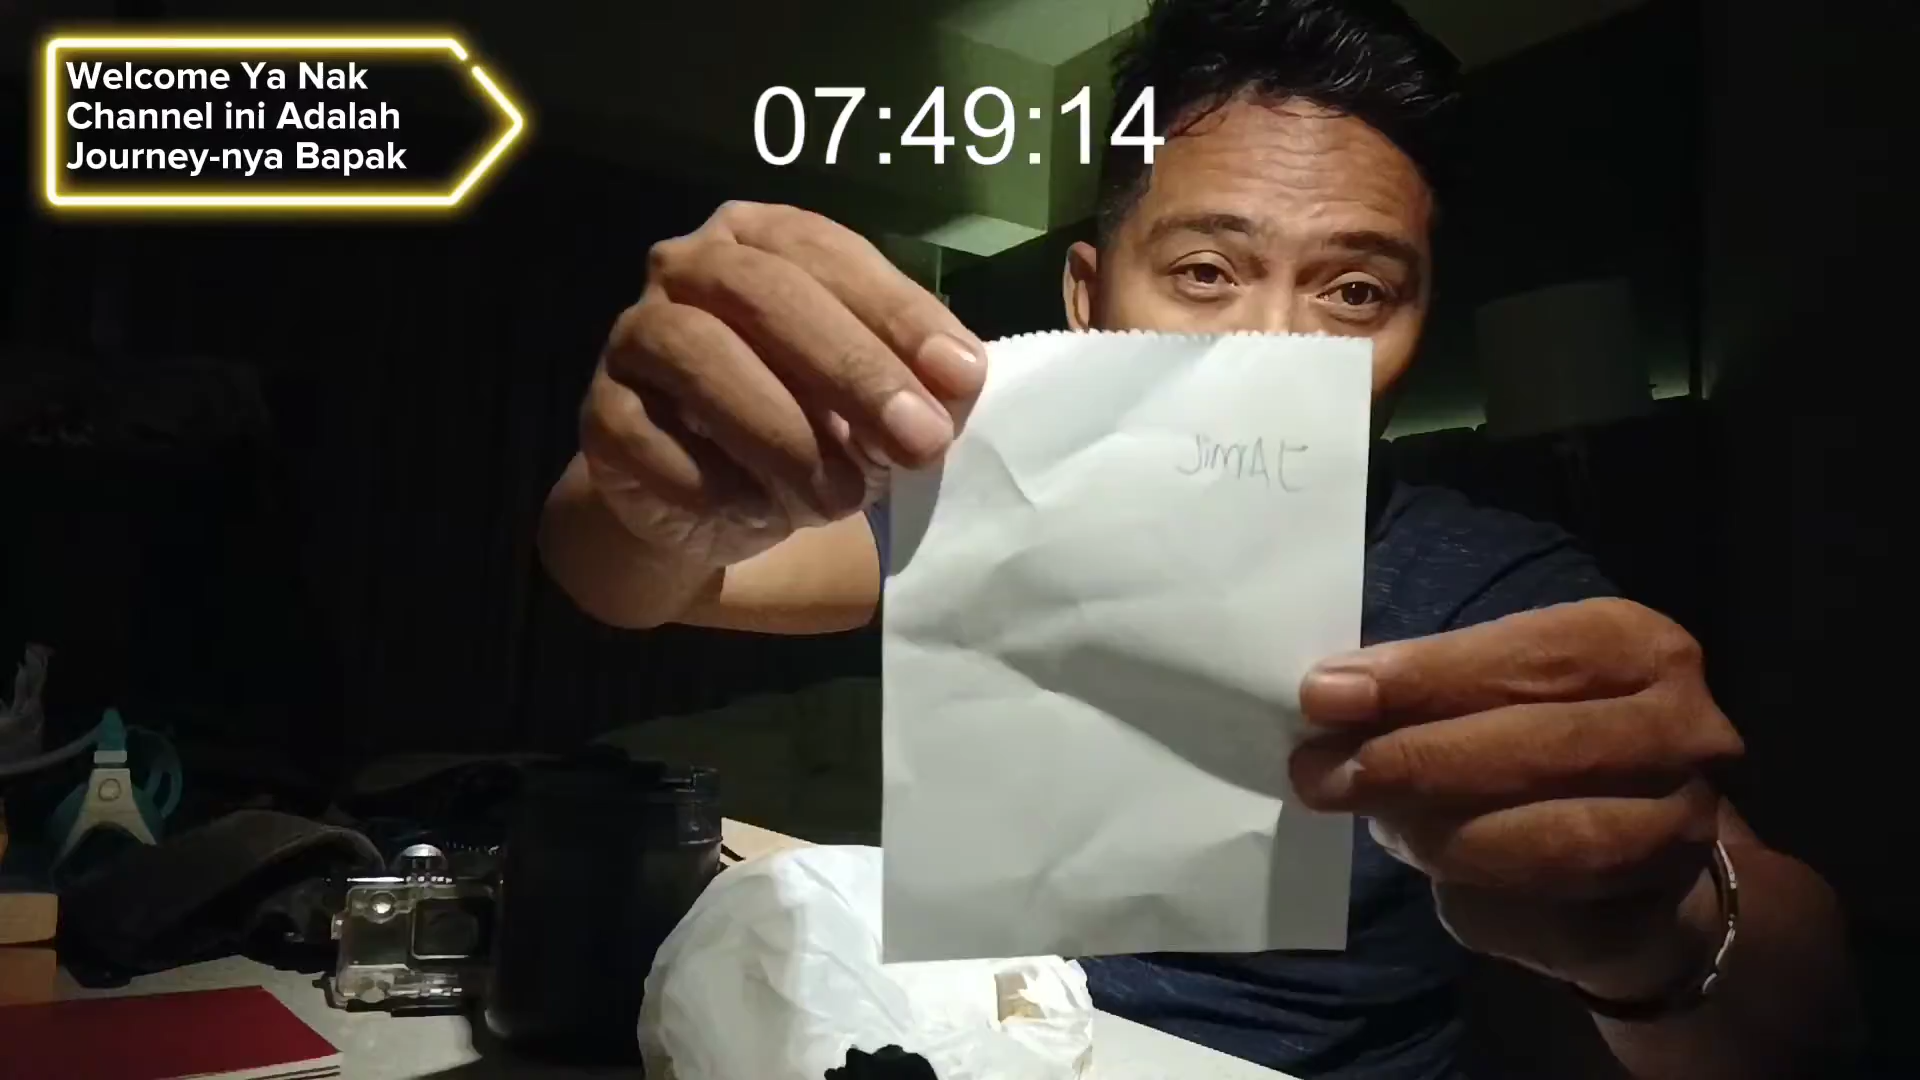 Welcome Ya Nak
Channel ini Adalah
Journey-nya Bapak
07:49:14
JimAt